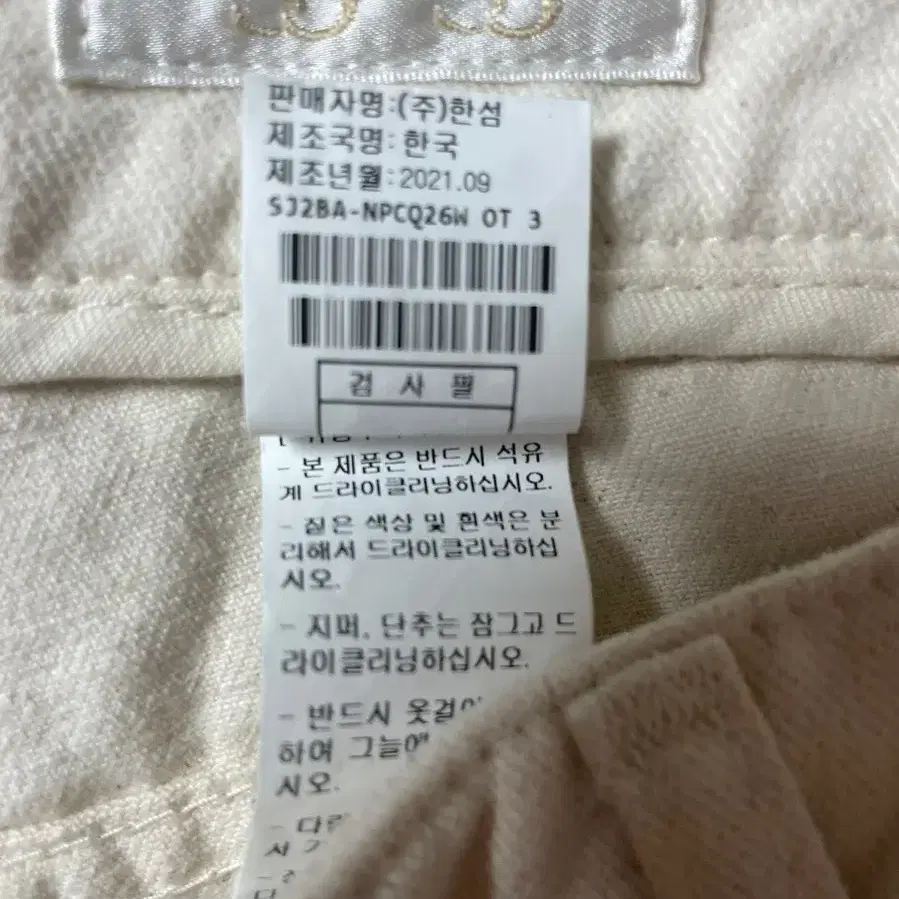 판매자명:(주)한섬
제조국명: 한국
제조년월:2021.09
SJ2BA-NPCQ26W OT 3
검 사 필
- 본 제품은 반드시 석유
계 드라이클리닝하십시오.
- 짙은 색상 및 흰색은 분
리해서 드라이클리닝하십
시오.
- 지퍼, 단추는 잠그고 드
라이클리닝하십시오.
- 반드시 옷걸이
하여 그늘에
시오.